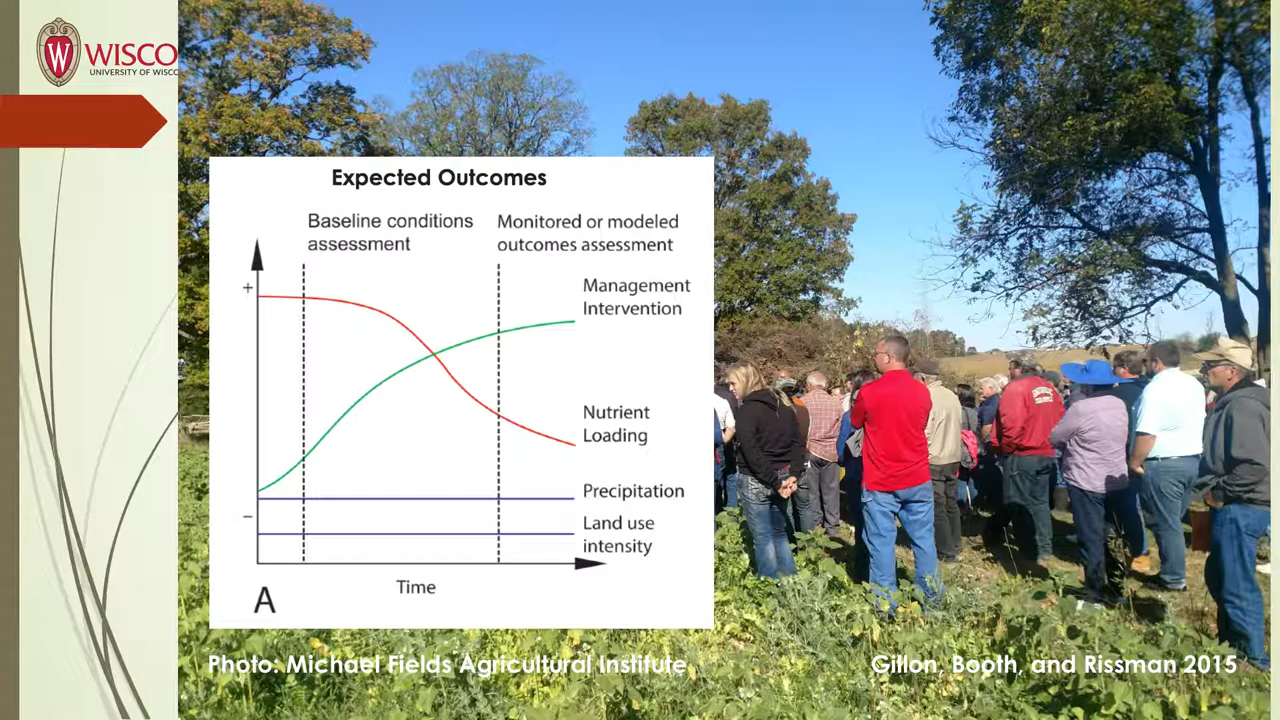 WISCO
UNIVERSITY OF WISC
Expected Outcomes
Baseline conditions
assessment
Monitored or modeled
outcomes assessment
+
Management
Intervention
Nutrient
Loading
Precipitation
−
Land use
intensity
Time
A
Photo: Michael Fields Agricultural Institute
Gillon, Booth, and Rissman 2015